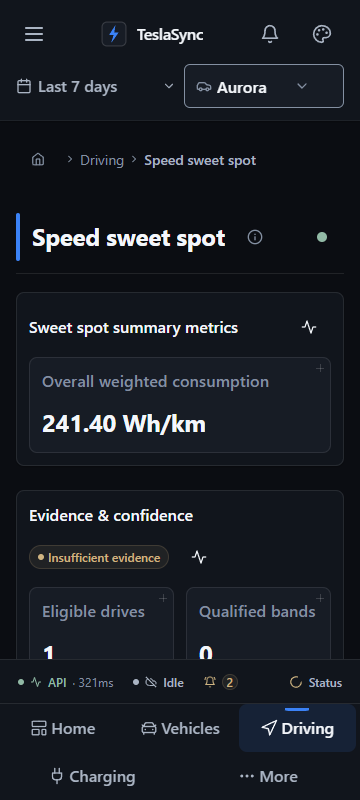 TeslaSync
Last 7 days
Aurora
Driving
Speed sweet spot
Speed sweet spot
Sweet spot summary metrics
Overall weighted consumption
241.40 Wh/km
Evidence & confidence
Insufficient evidence
Eligible drives
Qualified bands
1
0
API · 321ms
Idle
2
Status
Home
Vehicles
Driving
Charging
More